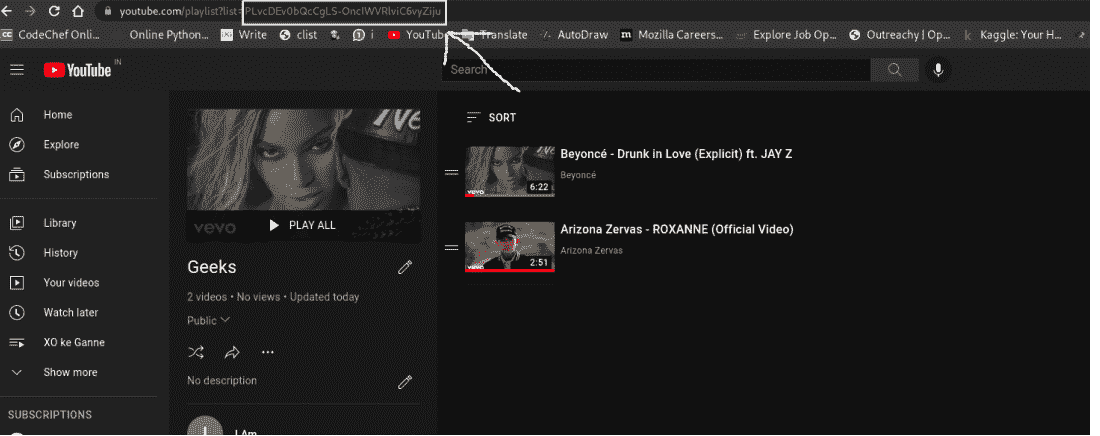 youtube.com/playlist?list=PLvcDEv0bQcCgLS-OncIWVRlviC6vyZiju
CC CodeChef Onli... Online Python... Write clist (1) i YouTube Translate AutoDraw m Mozilla Careers... Explore Job Op... Outreachy | Op... k Kaggle: Your H...
YouTube IN
Search
Home
Explore
Subscriptions
Library
History
Your videos
Watch later
XO ke Ganne
Show more
SUBSCRIPTIONS
vevo
PLAY ALL
Geeks
2 videos • No views • Updated today
Public
No description
I Am
SORT
Beyoncé - Drunk in Love (Explicit) ft. JAY Z
Beyoncé
vevo 6:22
Arizona Zervas - ROXANNE (Official Video)
Arizona Zervas
vevo 2:51